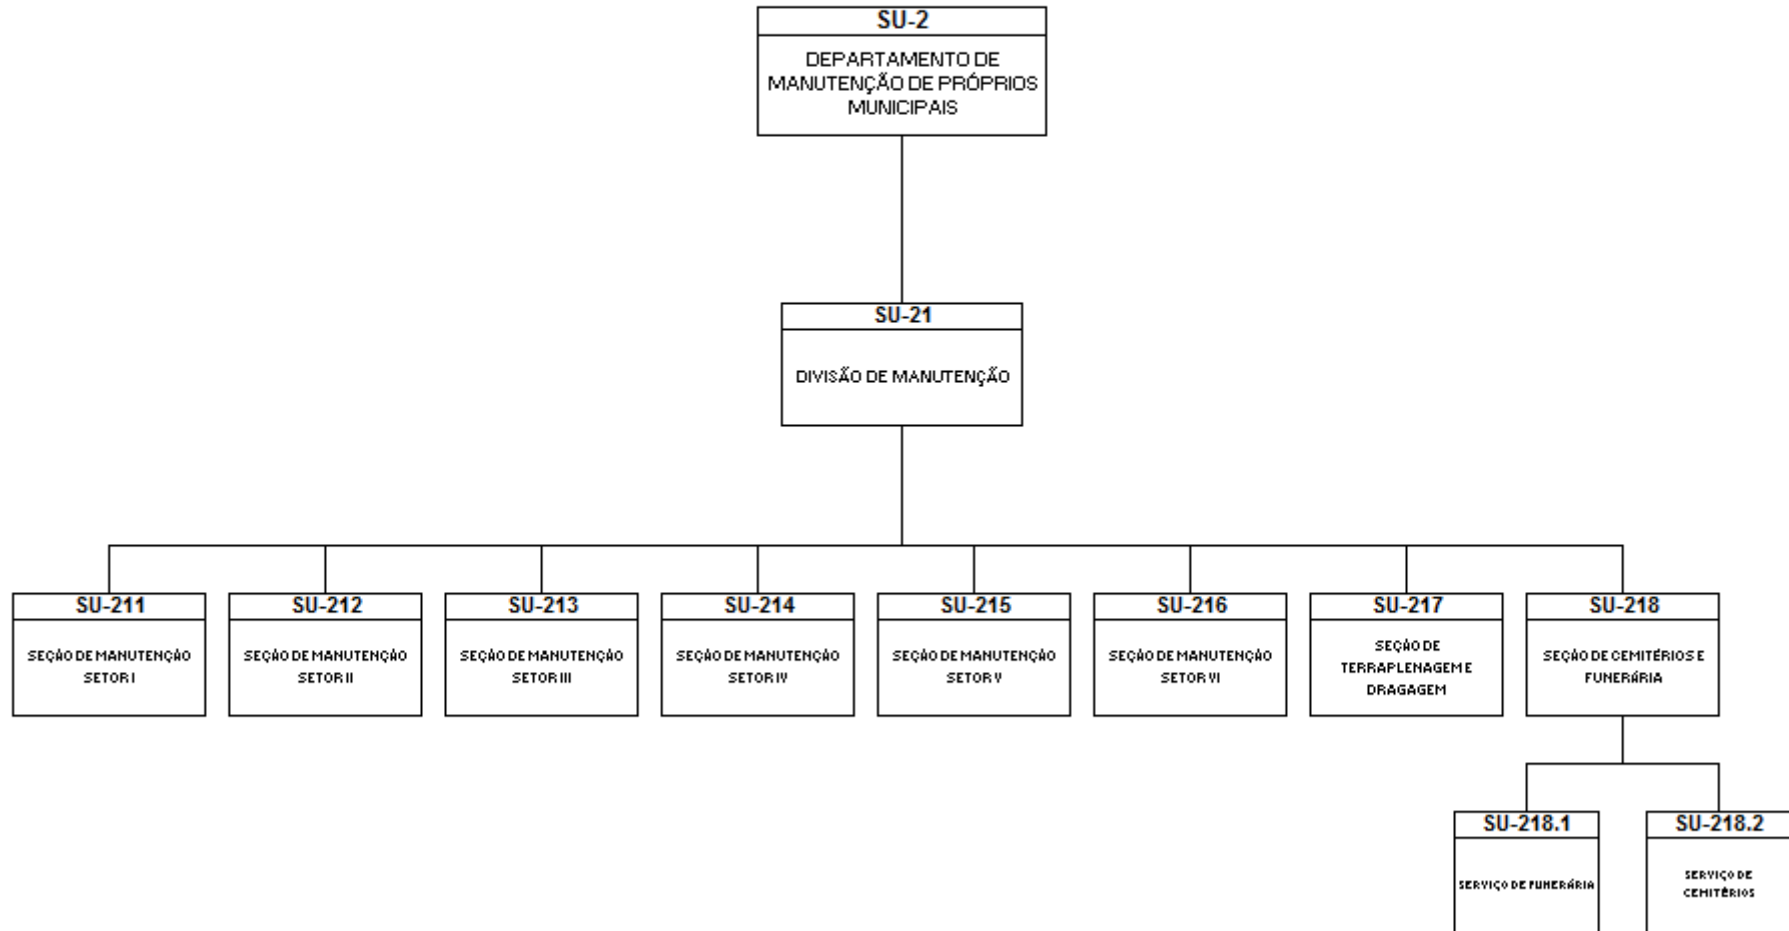 SU-2
DEPARTAMENTO DE
MANUTENÇÃO DE PRÓPRIOS
MUNICIPAIS
SU-21
DIVISÃO DE MANUTENÇÃO
SU-211
SEÇÃO DE MANUTENÇÃO
SETOR I
SU-212
SEÇÃO DE MANUTENÇÃO
SETOR II
SU-213
SEÇÃO DE MANUTENÇÃO
SETOR III
SU-214
SEÇÃO DE MANUTENÇÃO
SETOR IV
SU-215
SEÇÃO DE MANUTENÇÃO
SETOR V
SU-216
SEÇÃO DE MANUTENÇÃO
SETOR VI
SU-217
SEÇÃO DE
TERRAPLENAGEM E
DRAGAGEM
SU-218
SEÇÃO DE CEMITÉRIOS E
FUNERÁRIA
SU-218.1
SERVIÇO DE FUNERÁRIA
SU-218.2
SERVIÇO DE
CEMITÉRIOS